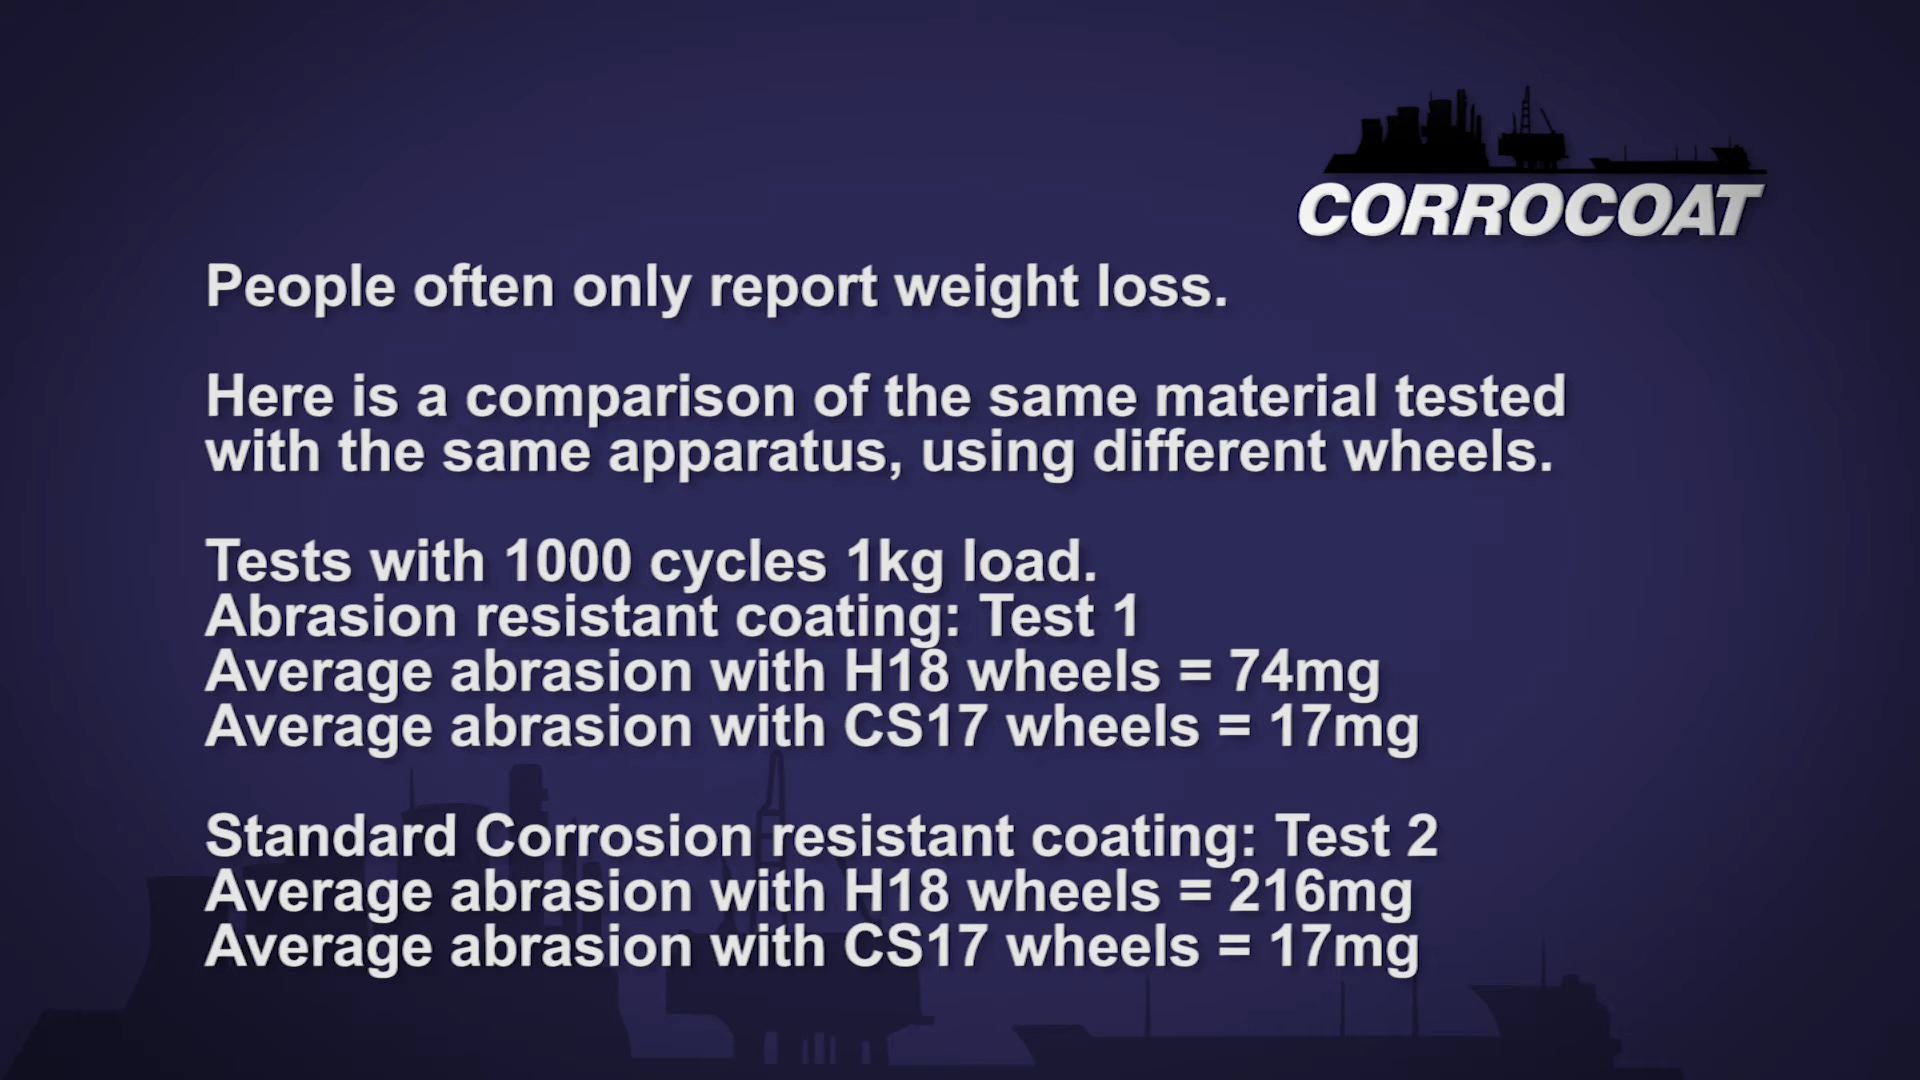 CORROCOAT
People often only report weight loss.
Here is a comparison of the same material tested
with the same apparatus, using different wheels.
Tests with 1000 cycles 1kg load.
Abrasion resistant coating: Test 1
Average abrasion with H18 wheels = 74mg
Average abrasion with CS17 wheels = 17mg
Standard Corrosion resistant coating: Test 2
Average abrasion with H18 wheels = 216mg
Average abrasion with CS17 wheels = 17mg